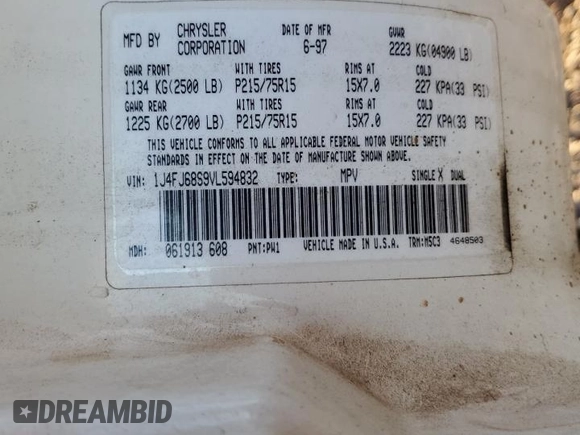 MFD BY CHRYSLER CORPORATION DATE OF MFR 6-97 GVWR 2223 KG(04900 LB)
GAWR FRONT WITH TIRES RIMS AT COLD
1134 KG(2500 LB) P215/75R15 15X7.0 227 KPA(33 PSI)
GAWR REAR WITH TIRES RIMS AT COLD
1225 KG(2700 LB) P215/75R15 15X7.0 227 KPA(33 PSI)
THIS VEHICLE CONFORMS TO ALL APPLICABLE FEDERAL MOTOR VEHICLE SAFETY
STANDARDS IN EFFECT ON THE DATE OF MANUFACTURE SHOWN ABOVE.
VIN: 1J4FJ68S9VL594832 TYPE: MPV SINGLE X DUAL
MDH: 061913 608 PNT:PW1 VEHICLE MADE IN U.S.A. TRM:M5C3 4648503
DREAMBID